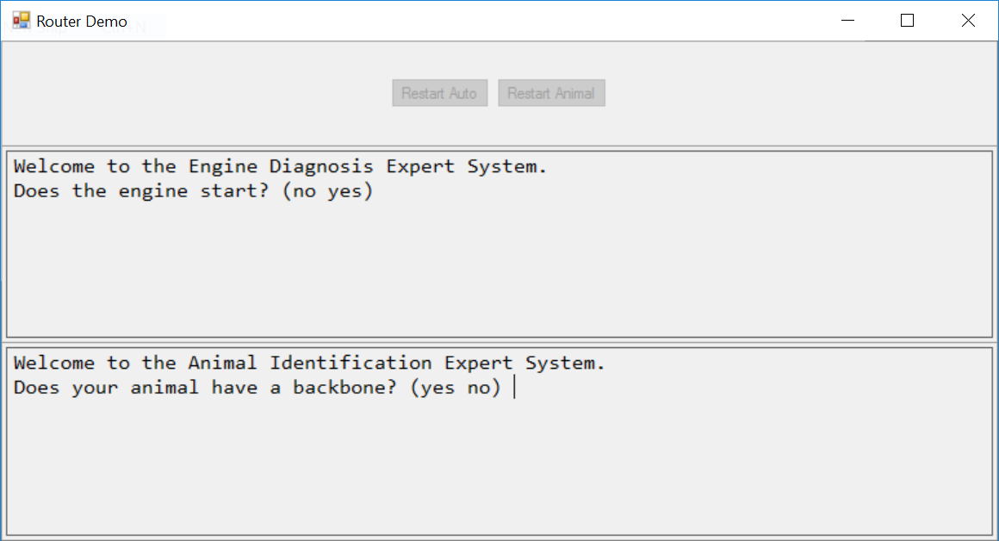 Router Demo
Restart Auto Restart Animal
Welcome to the Engine Diagnosis Expert System.
Does the engine start? (no yes)
Welcome to the Animal Identification Expert System.
Does your animal have a backbone? (yes no)